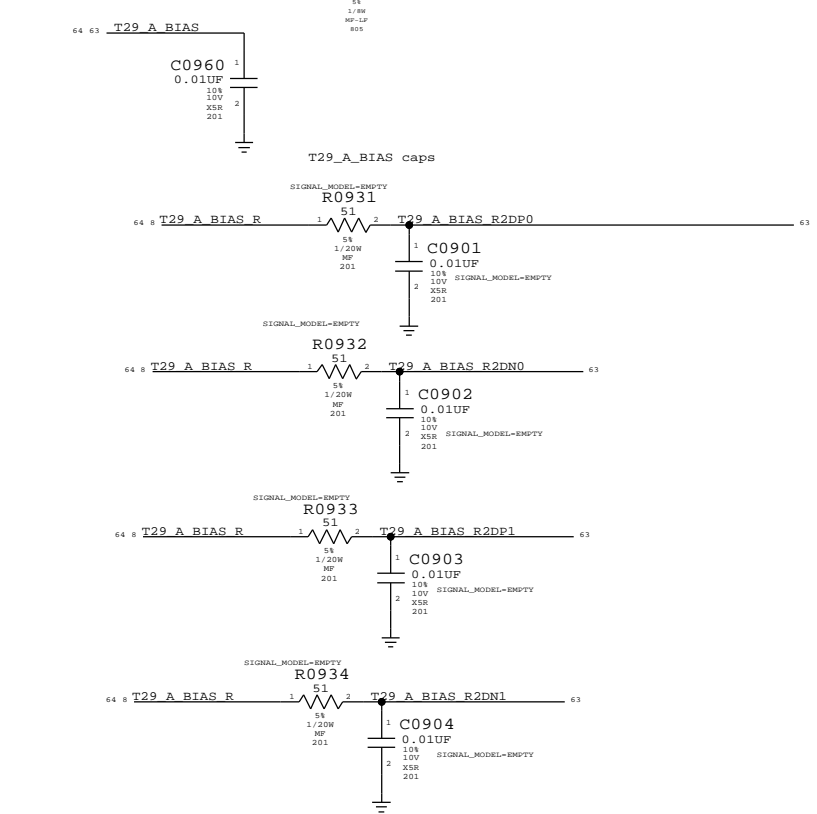 5%
1/8W
MF-LF
805
64 63 T29_A_BIAS
C0960
1
0.01UF
10%
10V
2
X5R
201
T29_A_BIAS caps
SIGNAL_MODEL=EMPTY
R0931
51
64 8 T29_A_BIAS_R 1 2 T29_A_BIAS_R2DP0 63
5%
1/20W
MF
201
1 C0901
0.01UF
10%
10V SIGNAL_MODEL=EMPTY
2 X5R
201
SIGNAL_MODEL=EMPTY
R0932
51
64 8 T29_A_BIAS_R 1 2 T29_A_BIAS_R2DN0 63
5%
1/20W
MF
201
1 C0902
0.01UF
10%
10V
2 X5R SIGNAL_MODEL=EMPTY
201
SIGNAL_MODEL=EMPTY
R0933
51
64 8 T29_A_BIAS_R 1 2 T29_A_BIAS_R2DP1 63
5%
1/20W
MF
201
1 C0903
0.01UF
10%
10V SIGNAL_MODEL=EMPTY
2 X5R
201
SIGNAL_MODEL=EMPTY
R0934
51
64 8 T29_A_BIAS_R 1 2 T29_A_BIAS_R2DN1 63
5%
1/20W
MF
201
1 C0904
0.01UF
10%
10V SIGNAL_MODEL=EMPTY
2 X5R
201